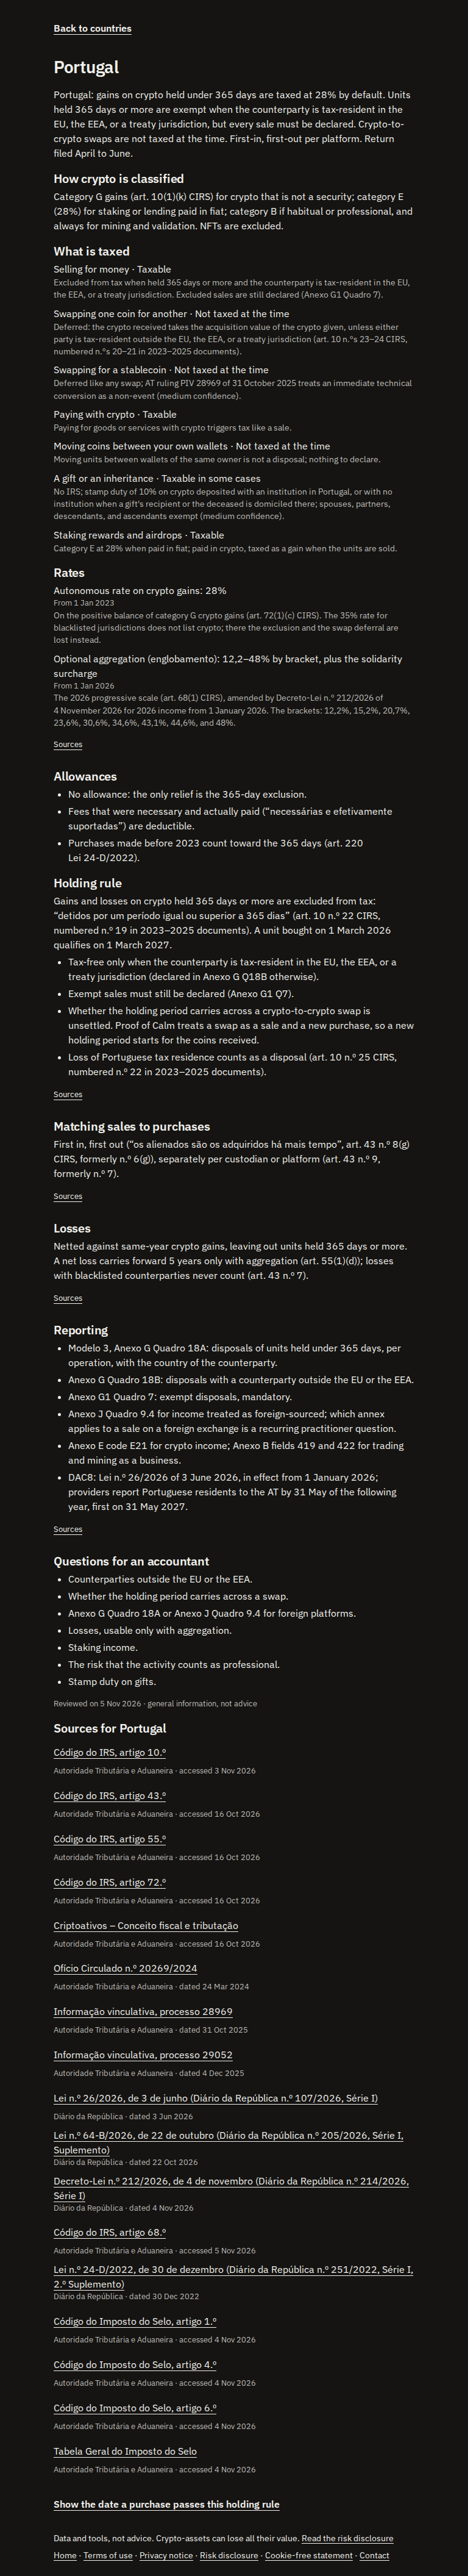 Back to countries
Portugal
Portugal: gains on crypto held under 365 days are taxed at 28% by default. Units
held 365 days or more are exempt when the counterparty is tax-resident in the
EU, the EEA, or a treaty jurisdiction, but every sale must be declared. Crypto-to-
crypto swaps are not taxed at the time. First-in, first-out per platform. Return
filed April to June.
How crypto is classified
Category G gains (art. 10(1)(k) CIRS) for crypto that is not a security; category E
(28%) for staking or lending paid in fiat; category B if habitual or professional, and
always for mining and validation. NFTs are excluded.
What is taxed
Selling for money · Taxable
Excluded from tax when held 365 days or more and the counterparty is tax-resident in the EU,
the EEA, or a treaty jurisdiction. Excluded sales are still declared (Anexo G1 Quadro 7).
Swapping one coin for another · Not taxed at the time
Deferred: the crypto received takes the acquisition value of the crypto given, unless either
party is tax-resident outside the EU, the EEA, or a treaty jurisdiction (art. 10 n.ºs 23–24 CIRS,
numbered n.ºs 20–21 in 2023–2025 documents).
Swapping for a stablecoin · Not taxed at the time
Deferred like any swap; AT ruling PIV 28969 of 31 October 2025 treats an immediate technical
conversion as a non-event (medium confidence).
Paying with crypto · Taxable
Paying for goods or services with crypto triggers tax like a sale.
Moving coins between your own wallets · Not taxed at the time
Moving units between wallets of the same owner is not a disposal; nothing to declare.
A gift or an inheritance · Taxable in some cases
No IRS; stamp duty of 10% on crypto deposited with an institution in Portugal, or with no
institution when a gift's recipient or the deceased is domiciled there; spouses, partners,
descendants, and ascendants exempt (medium confidence).
Staking rewards and airdrops · Taxable
Category E at 28% when paid in fiat; paid in crypto, taxed as a gain when the units are sold.
Rates
Autonomous rate on crypto gains: 28%
From 1 Jan 2023
On the positive balance of category G crypto gains (art. 72(1)(c) CIRS). The 35% rate for
blacklisted jurisdictions does not list crypto; there the exclusion and the swap deferral are
lost instead.
Optional aggregation (englobamento): 12,2–48% by bracket, plus the solidarity
surcharge
From 1 Jan 2026
The 2026 progressive scale (art. 68(1) CIRS), amended by Decreto-Lei n.º 212/2026 of
4 November 2026 for 2026 income from 1 January 2026. The brackets: 12,2%, 15,2%, 20,7%,
23,6%, 30,6%, 34,6%, 43,1%, 44,6%, and 48%.
Sources
Allowances
• No allowance: the only relief is the 365-day exclusion.
• Fees that were necessary and actually paid (“necessárias e efetivamente
suportadas”) are deductible.
• Purchases made before 2023 count toward the 365 days (art. 220
Lei 24-D/2022).
Holding rule
Gains and losses on crypto held 365 days or more are excluded from tax:
“detidos por um período igual ou superior a 365 dias” (art. 10 n.º 22 CIRS,
numbered n.º 19 in 2023–2025 documents). A unit bought on 1 March 2026
qualifies on 1 March 2027.
• Tax-free only when the counterparty is tax-resident in the EU, the EEA, or a
treaty jurisdiction (declared in Anexo G Q18B otherwise).
• Exempt sales must still be declared (Anexo G1 Q7).
• Whether the holding period carries across a crypto-to-crypto swap is
unsettled. Proof of Calm treats a swap as a sale and a new purchase, so a new
holding period starts for the coins received.
• Loss of Portuguese tax residence counts as a disposal (art. 10 n.º 25 CIRS,
numbered n.º 22 in 2023–2025 documents).
Sources
Matching sales to purchases
First in, first out (“os alienados são os adquiridos há mais tempo”, art. 43 n.º 8(g)
CIRS, formerly n.º 6(g)), separately per custodian or platform (art. 43 n.º 9,
formerly n.º 7).
Sources
Losses
Netted against same-year crypto gains, leaving out units held 365 days or more.
A net loss carries forward 5 years only with aggregation (art. 55(1)(d)); losses
with blacklisted counterparties never count (art. 43 n.º 7).
Sources
Reporting
• Modelo 3, Anexo G Quadro 18A: disposals of units held under 365 days, per
operation, with the country of the counterparty.
• Anexo G Quadro 18B: disposals with a counterparty outside the EU or the EEA.
• Anexo G1 Quadro 7: exempt disposals, mandatory.
• Anexo J Quadro 9.4 for income treated as foreign-sourced; which annex
applies to a sale on a foreign exchange is a recurring practitioner question.
• Anexo E code E21 for crypto income; Anexo B fields 419 and 422 for trading
and mining as a business.
• DAC8: Lei n.º 26/2026 of 3 June 2026, in effect from 1 January 2026;
providers report Portuguese residents to the AT by 31 May of the following
year, first on 31 May 2027.
Sources
Questions for an accountant
• Counterparties outside the EU or the EEA.
• Whether the holding period carries across a swap.
• Anexo G Quadro 18A or Anexo J Quadro 9.4 for foreign platforms.
• Losses, usable only with aggregation.
• Staking income.
• The risk that the activity counts as professional.
• Stamp duty on gifts.
Reviewed on 5 Nov 2026 · general information, not advice
Sources for Portugal
Código do IRS, artigo 10.º
Autoridade Tributária e Aduaneira · accessed 3 Nov 2026
Código do IRS, artigo 43.º
Autoridade Tributária e Aduaneira · accessed 16 Oct 2026
Código do IRS, artigo 55.º
Autoridade Tributária e Aduaneira · accessed 16 Oct 2026
Código do IRS, artigo 72.º
Autoridade Tributária e Aduaneira · accessed 16 Oct 2026
Criptoativos – Conceito fiscal e tributação
Autoridade Tributária e Aduaneira · accessed 16 Oct 2026
Ofício Circulado n.º 20269/2024
Autoridade Tributária e Aduaneira · dated 24 Mar 2024
Informação vinculativa, processo 28969
Autoridade Tributária e Aduaneira · dated 31 Oct 2025
Informação vinculativa, processo 29052
Autoridade Tributária e Aduaneira · dated 4 Dec 2025
Lei n.º 26/2026, de 3 de junho (Diário da República n.º 107/2026, Série I)
Diário da República · dated 3 Jun 2026
Lei n.º 64-B/2026, de 22 de outubro (Diário da República n.º 205/2026, Série I,
Suplemento)
Diário da República · dated 22 Oct 2026
Decreto-Lei n.º 212/2026, de 4 de novembro (Diário da República n.º 214/2026,
Série I)
Diário da República · dated 4 Nov 2026
Código do IRS, artigo 68.º
Autoridade Tributária e Aduaneira · accessed 5 Nov 2026
Lei n.º 24-D/2022, de 30 de dezembro (Diário da República n.º 251/2022, Série I,
2.º Suplemento)
Diário da República · dated 30 Dec 2022
Código do Imposto do Selo, artigo 1.º
Autoridade Tributária e Aduaneira · accessed 4 Nov 2026
Código do Imposto do Selo, artigo 4.º
Autoridade Tributária e Aduaneira · accessed 4 Nov 2026
Código do Imposto do Selo, artigo 6.º
Autoridade Tributária e Aduaneira · accessed 4 Nov 2026
Tabela Geral do Imposto do Selo
Autoridade Tributária e Aduaneira · accessed 4 Nov 2026
Show the date a purchase passes this holding rule
Data and tools, not advice. Crypto-assets can lose all their value. Read the risk disclosure
Home · Terms of use · Privacy notice · Risk disclosure · Cookie-free statement · Contact